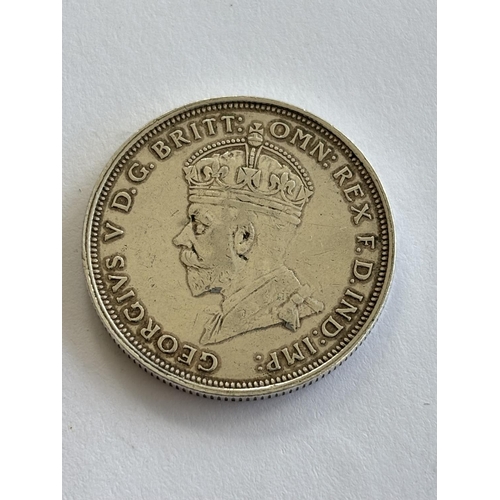 GEORGIVS V D.G. BRITT: OMN: REX F.D. IND: IMP: